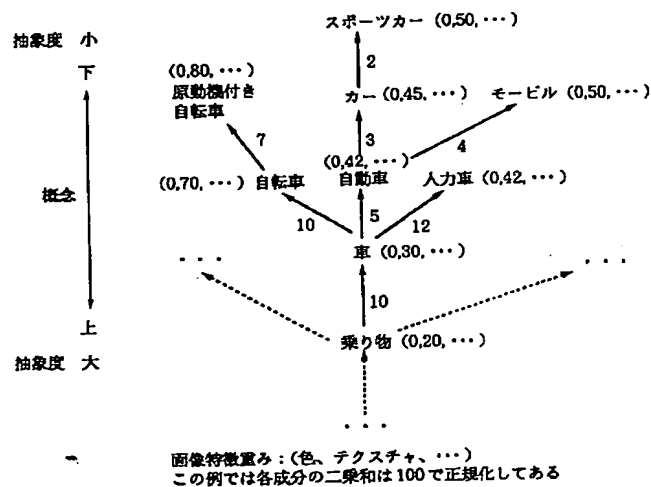 スポーツカー (0,50, ･･･)
抽象度 小
下
(0,80, ･･･)
原動機付き
自転車
2
カー (0,45, ･･･)
モービル (0,50, ･･･)
7
3
4
(0,42, ･･･)
概念
(0,70, ･･･) 自転車
自動車
人力車 (0,42, ･･･)
10
5
12
車 (0,30, ･･･)
･･･
･･･
10
上
乗り物 (0,20, ･･･)
抽象度 大
･･･
画像特徴重み：(色、テクスチャ、･･･)
この例では各成分の二乗和は100で正規化してある